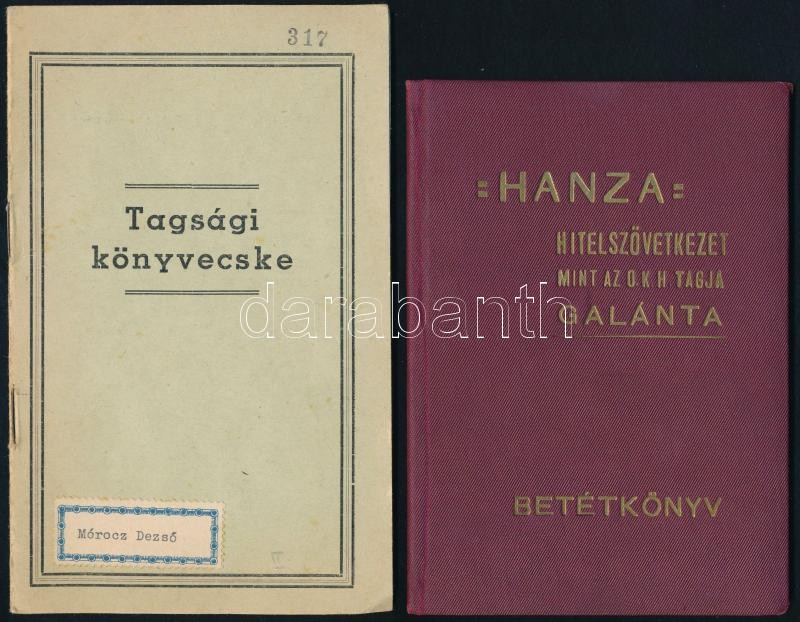 317
Tagsági
könyvecske
Mórocz Dezső
I
=HANZA=
HITELSZÖVETKEZET
MINT AZ O.K.H TAGJA
GALÁNTA
BETÉTKÖNYV
darabanth